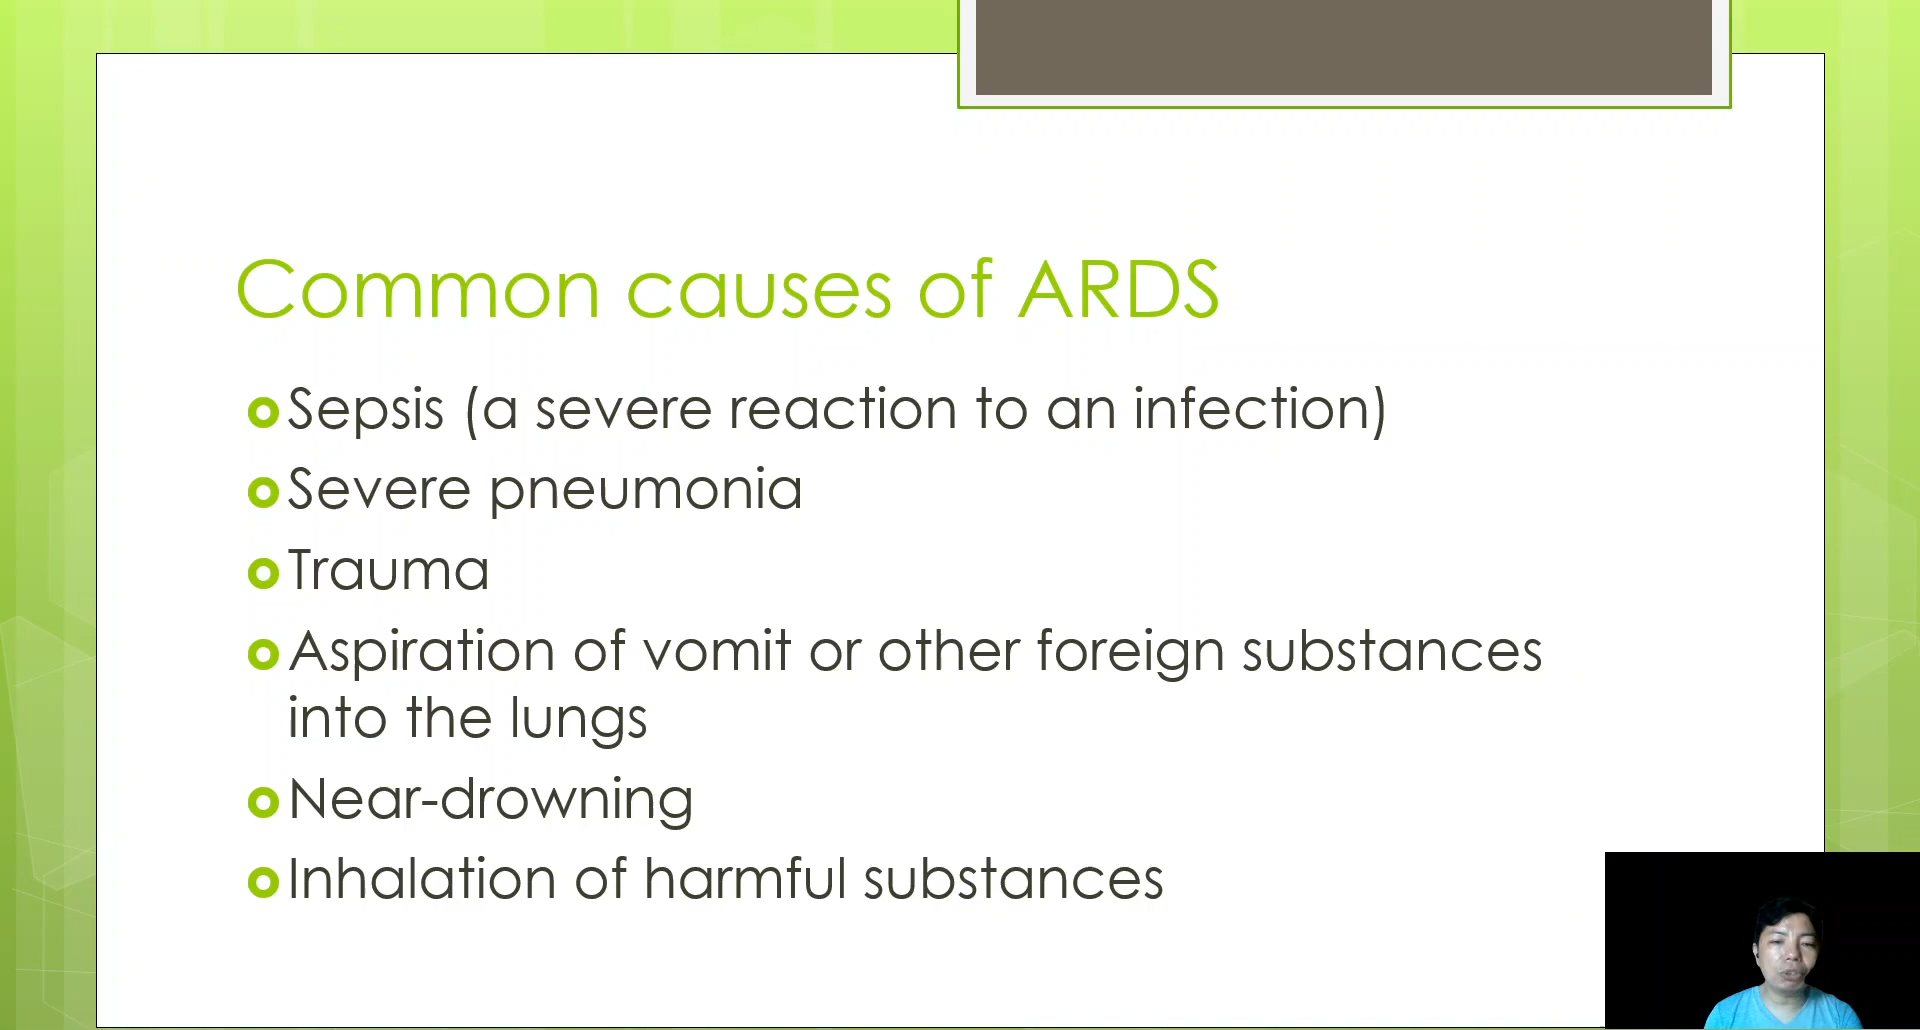 Common causes of ARDS
Sepsis (a severe reaction to an infection)
Severe pneumonia
Trauma
Aspiration of vomit or other foreign substances
into the lungs
Near-drowning
Inhalation of harmful substances